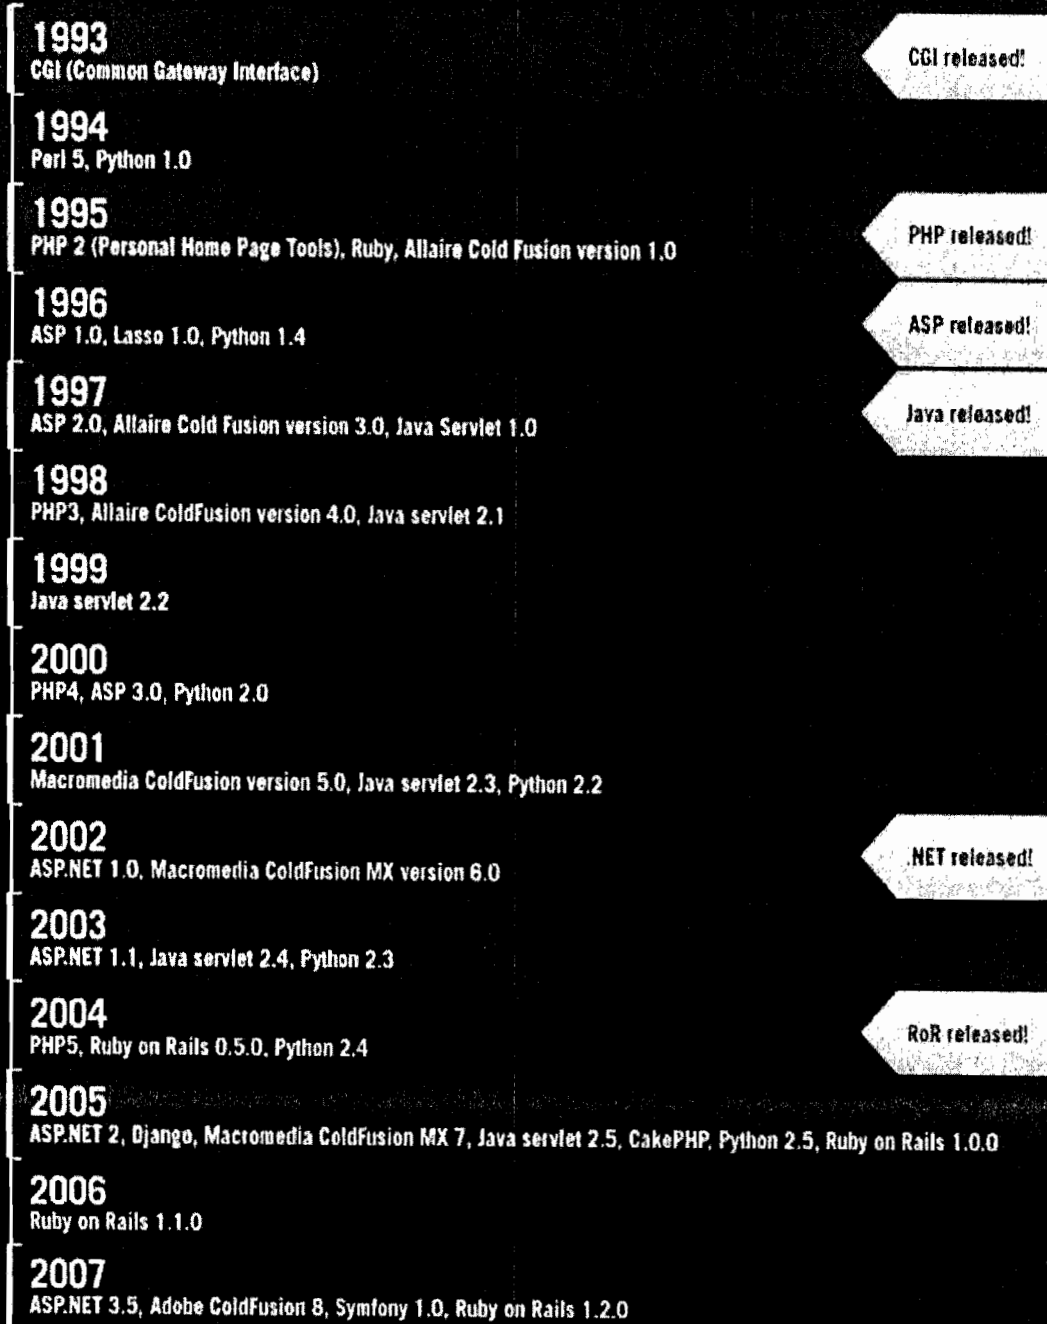 1993
CGI (Common Gateway Interface)
CGI released!
1994
Perl 5, Python 1.0
1995
PHP 2 (Personal Home Page Tools), Ruby, Allaire Cold Fusion version 1.0
PHP released!
1996
ASP 1.0, Lasso 1.0, Python 1.4
ASP released!
1997
ASP 2.0, Allaire Cold Fusion version 3.0, Java Servlet 1.0
Java released!
1998
PHP3, Allaire ColdFusion version 4.0, Java servlet 2.1
1999
Java servlet 2.2
2000
PHP4, ASP 3.0, Python 2.0
2001
Macromedia ColdFusion version 5.0, Java servlet 2.3, Python 2.2
2002
ASP.NET 1.0, Macromedia ColdFusion MX version 6.0
.NET released!
2003
ASP.NET 1.1, Java servlet 2.4, Python 2.3
2004
PHP5, Ruby on Rails 0.5.0, Python 2.4
RoR released!
2005
ASP.NET 2, Django, Macromedia ColdFusion MX 7, Java servlet 2.5, CakePHP, Python 2.5, Ruby on Rails 1.0.0
2006
Ruby on Rails 1.1.0
2007
ASP.NET 3.5, Adobe ColdFusion 8, Symfony 1.0, Ruby on Rails 1.2.0